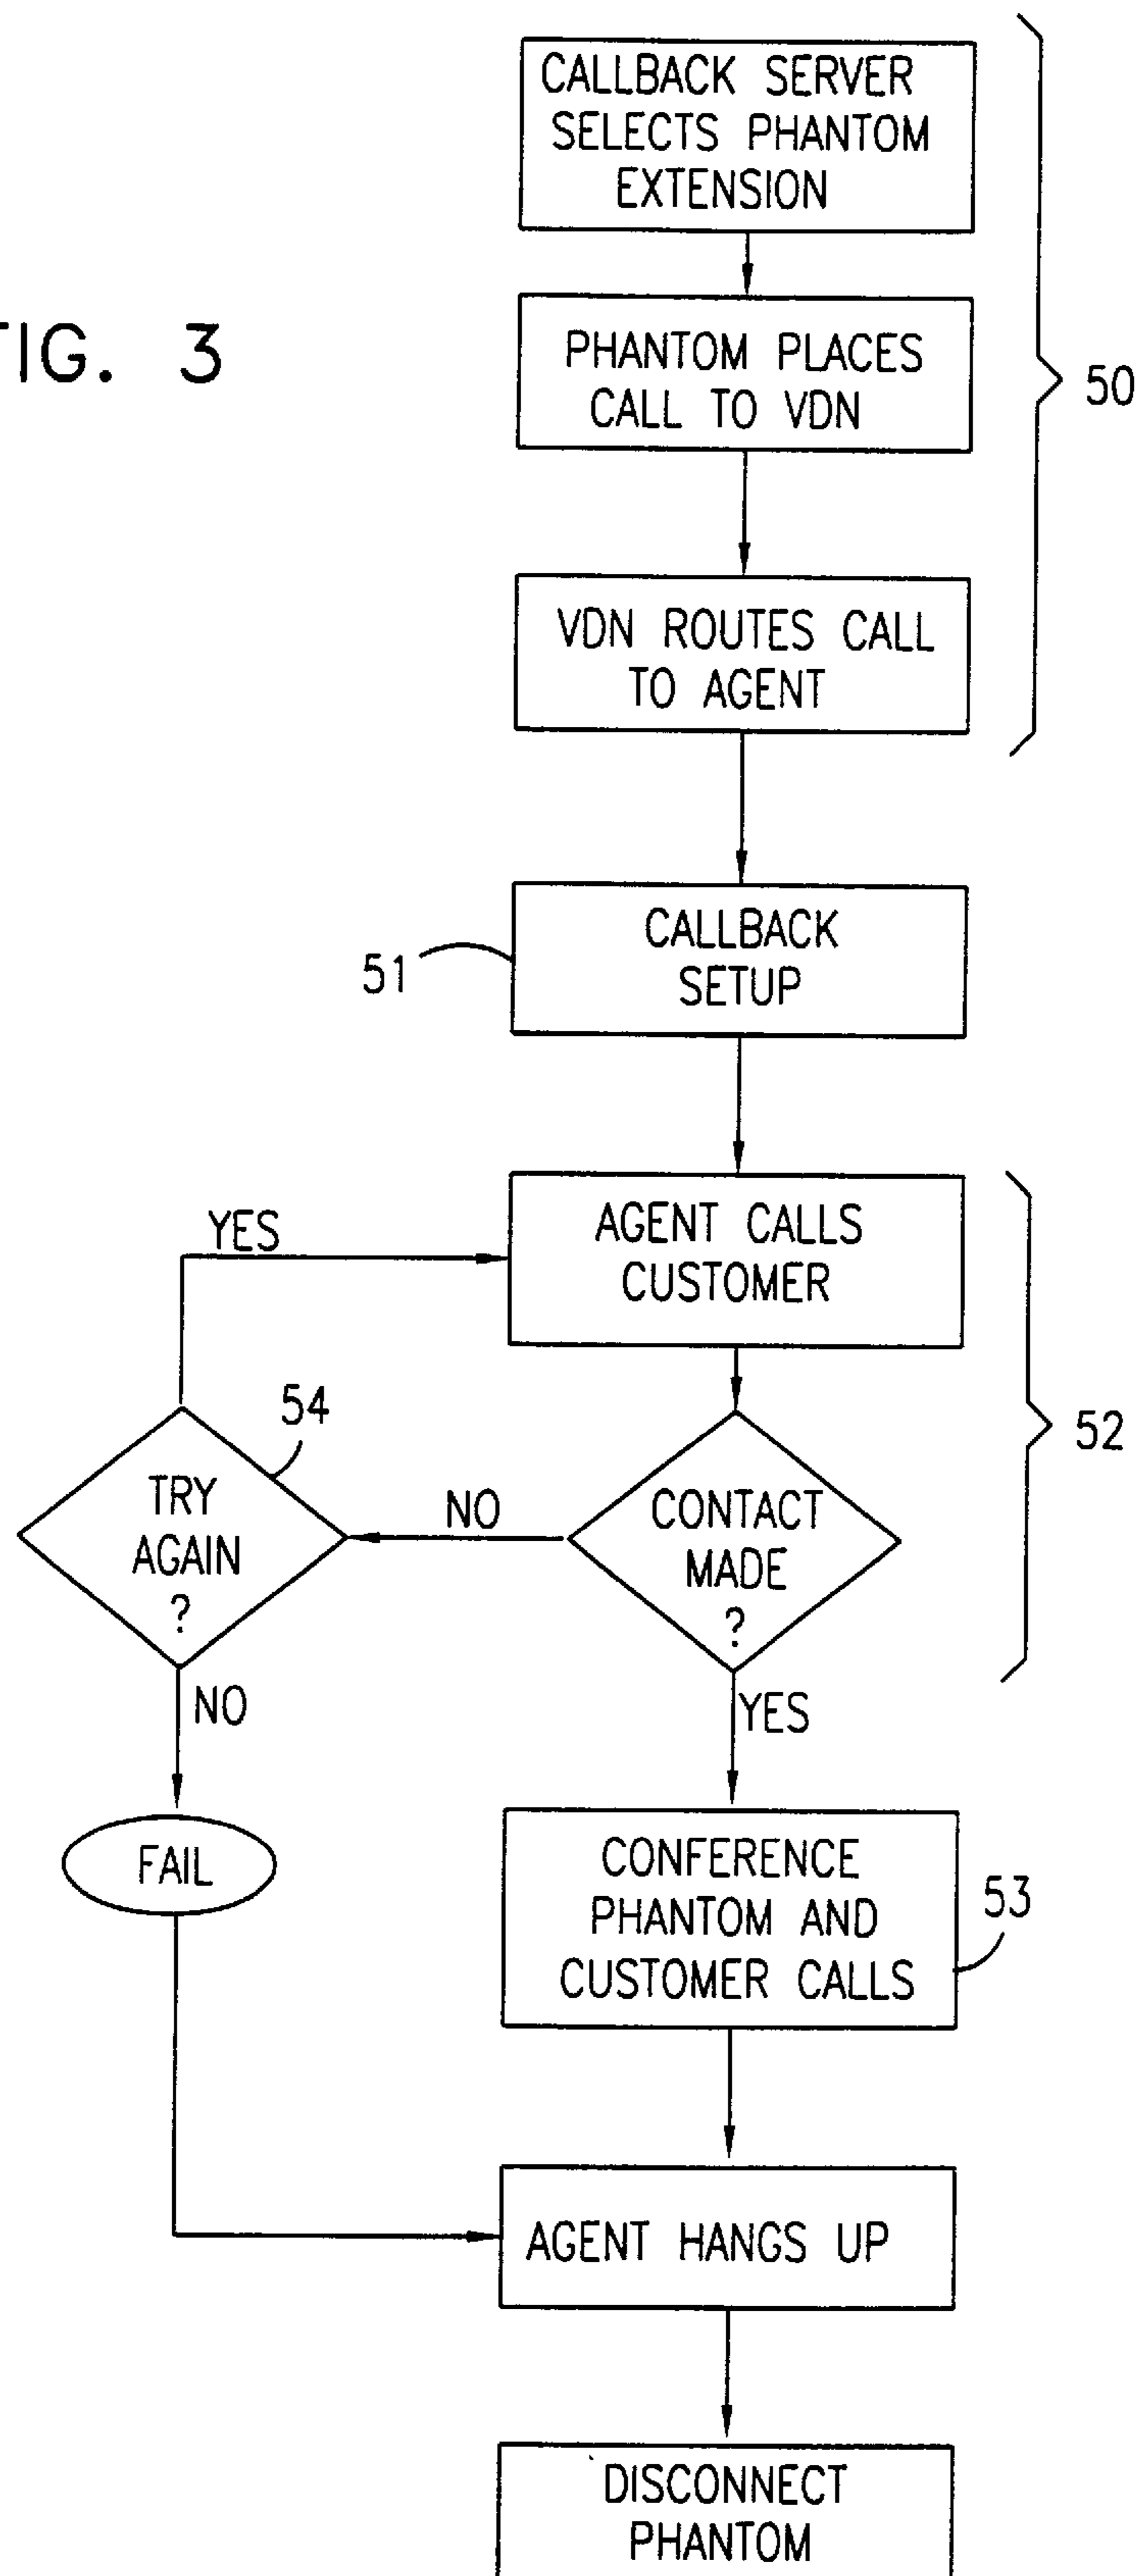 CALLBACK SERVER
SELECTS PHANTOM
EXTENSION
FIG. 3
PHANTOM PLACES
CALL TO VDN
50
VDN ROUTES CALL
TO AGENT
CALLBACK
SETUP
51
YES
AGENT CALLS
CUSTOMER
54
52
TRY
AGAIN
?
NO
CONTACT
MADE
?
NO
YES
FAIL
CONFERENCE
PHANTOM AND
CUSTOMER CALLS
53
AGENT HANGS UP
DISCONNECT
PHANTOM